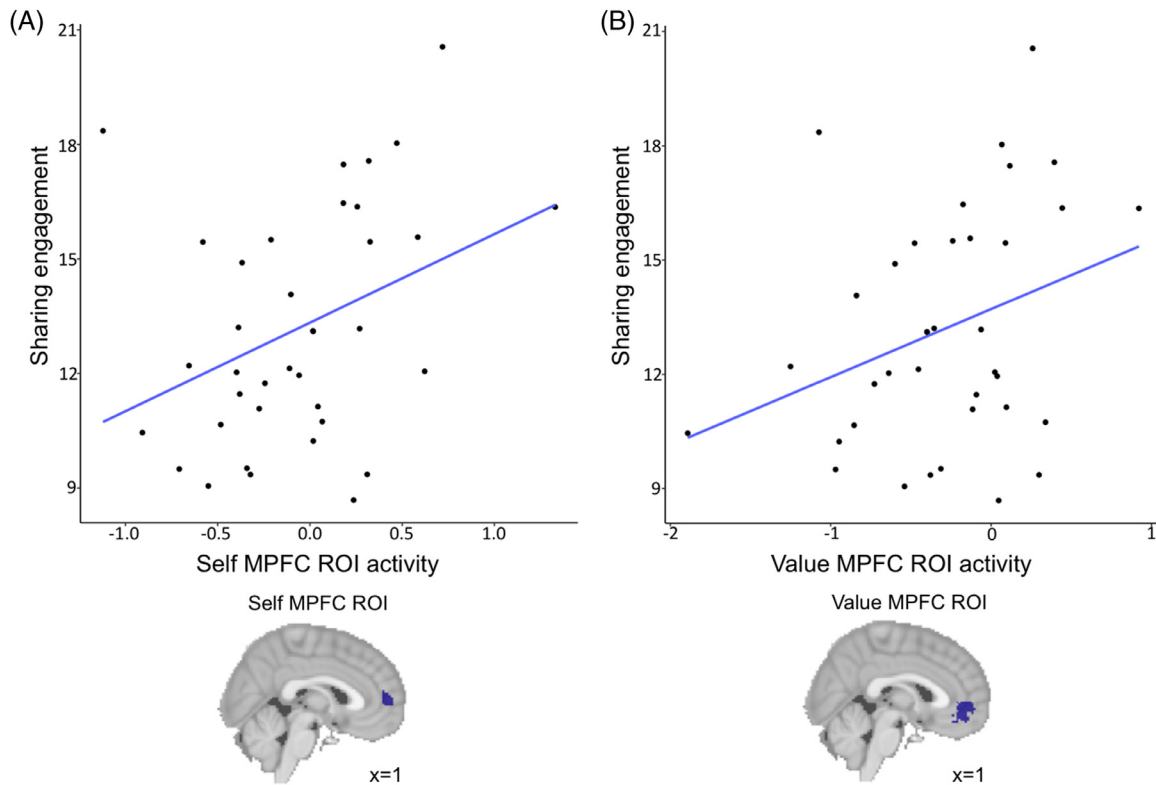 (A)
21
18
15
12
9
Sharing engagement
-1.0 -0.5 0.0 0.5 1.0
Self MPFC ROI activity
Self MPFC ROI
x=1
(B)
21
18
15
12
9
Sharing engagement
-2 -1 0 1
Value MPFC ROI activity
Value MPFC ROI
x=1